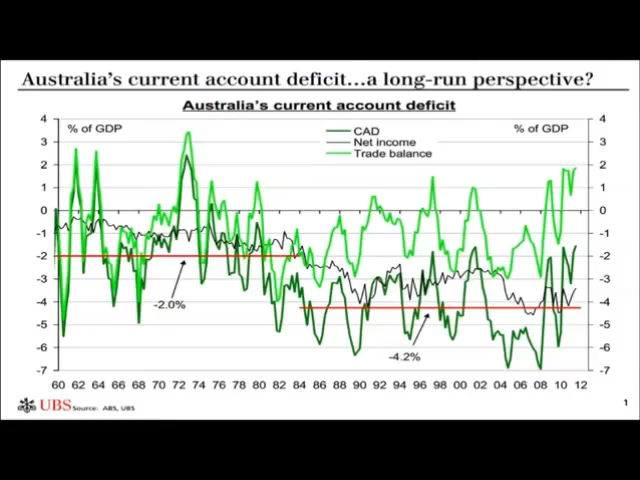 Australia's current account deficit...a long-run perspective?
Australia's current account deficit
4 % of GDP CAD % of GDP 4
3 Net income 3
2 Trade balance 2
1 1
0 0
-1 -1
-2 -2
-3 -3
-4 -2.0% -4
-5 -5
-6 -4.2% -6
-7 -7
60 62 64 66 68 70 72 74 76 78 80 82 84 86 88 90 92 94 96 98 00 02 04 06 08 10 12
UBS Source: ABS, UBS 1